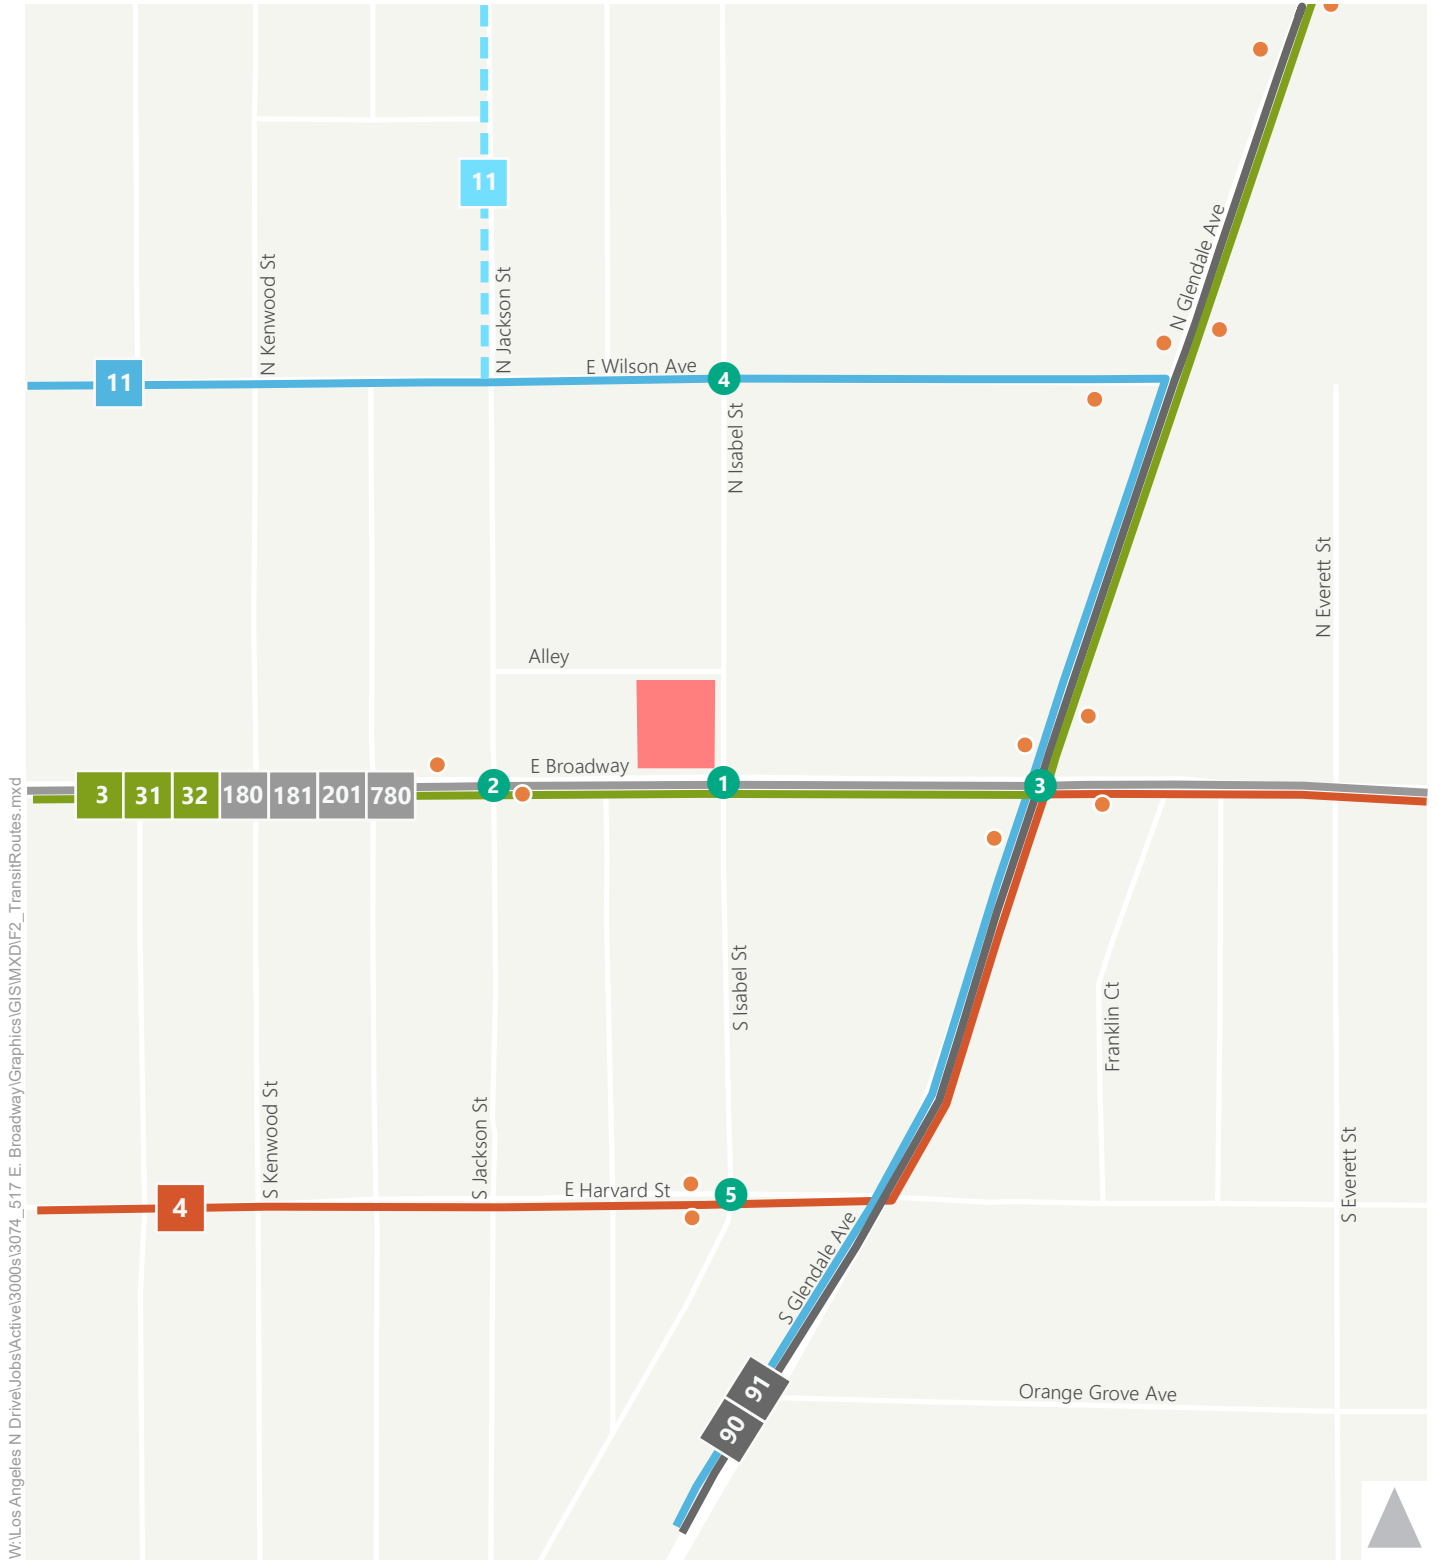 11
N Glendale Ave
N Kenwood St
N Jackson St
E Wilson Ave
4
11
N Isabel St
N Everett St
Alley
E Broadway
3
31
32
180
181
201
780
2
1
3
S Isabel St
Franklin Ct
S Kenwood St
S Jackson St
S Everett St
E Harvard St
5
4
S Glendale Ave
91
90
Orange Grove Ave
W:\Los Angeles N Drive\Jobs\Active\3000s\3074_517 E. Broadway\Graphics\GIS\MXD\F2_TransitRoutes.mxd